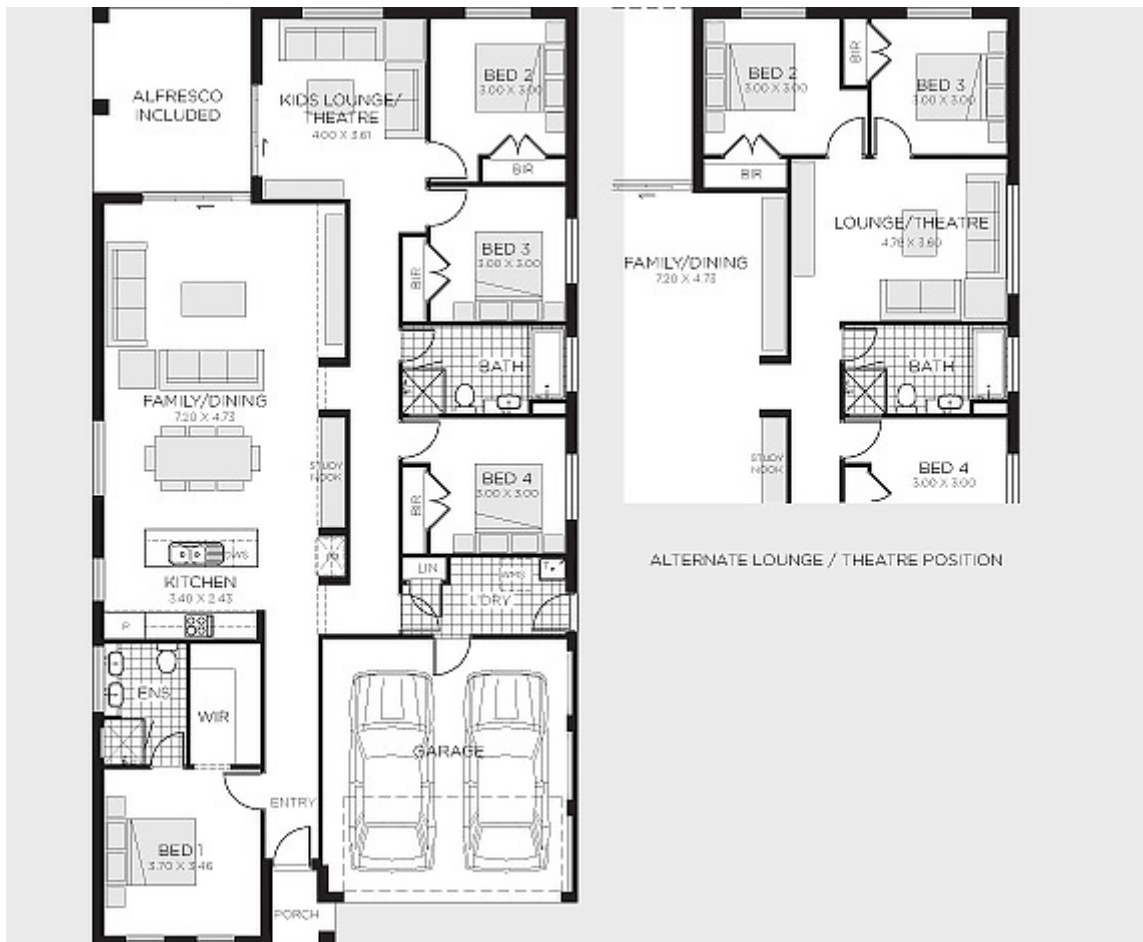 ALFRESCO
INCLUDED
KIDS LOUNGE/
THEATRE
4.00 X 3.61
BED 2
3.00 X 3.00
BIR
BED 3
3.00 X 3.00
BIR
BATH
FAMILY/DINING
7.20 X 4.73
STUDY
NOOK
BED 4
3.00 X 3.00
BIR
KITCHEN
3.40 X 2.43
P
LIN
L'DRY
ENS
WIR
GARAGE
ENTRY
BED 1
3.70 X 3.46
PORCH
BED 2
3.00 X 3.00
BIR
BIR
BED 3
3.00 X 3.00
LOUNGE/THEATRE
4.78 X 3.60
FAMILY/DINING
7.20 X 4.73
BATH
STUDY
NOOK
BED 4
3.00 X 3.00
ALTERNATE LOUNGE / THEATRE POSITION